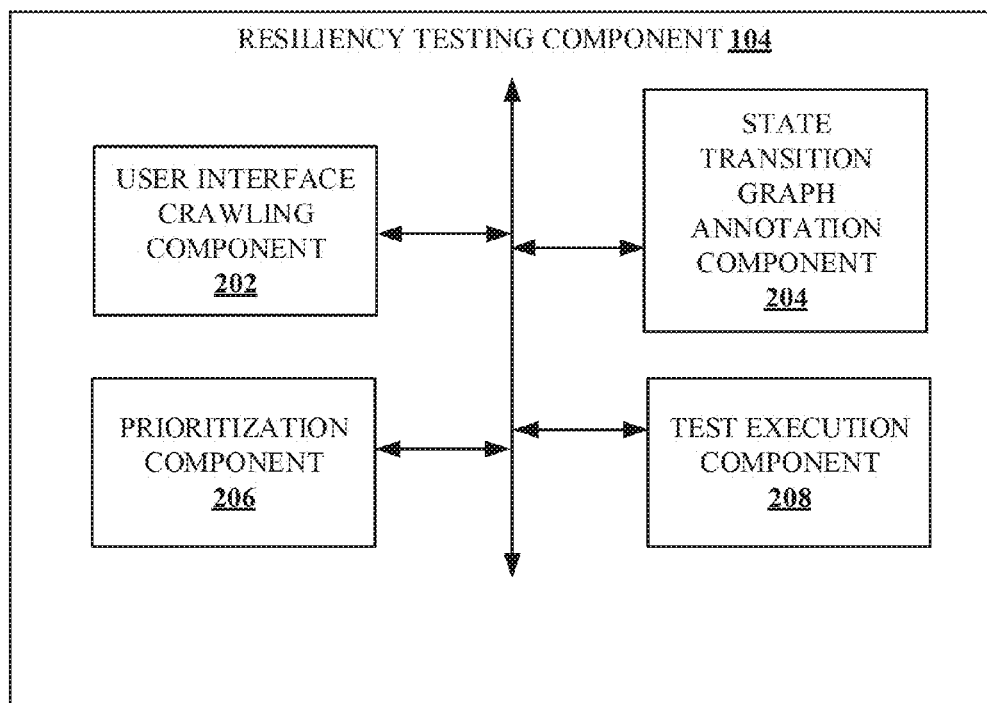 RESILIENCY TESTING COMPONENT 104
USER INTERFACE
CRAWLING
COMPONENT
202
STATE
TRANSITION
GRAPH
ANNOTATION
COMPONENT
204
PRIORITIZATION
COMPONENT
206
TEST EXECUTION
COMPONENT
208